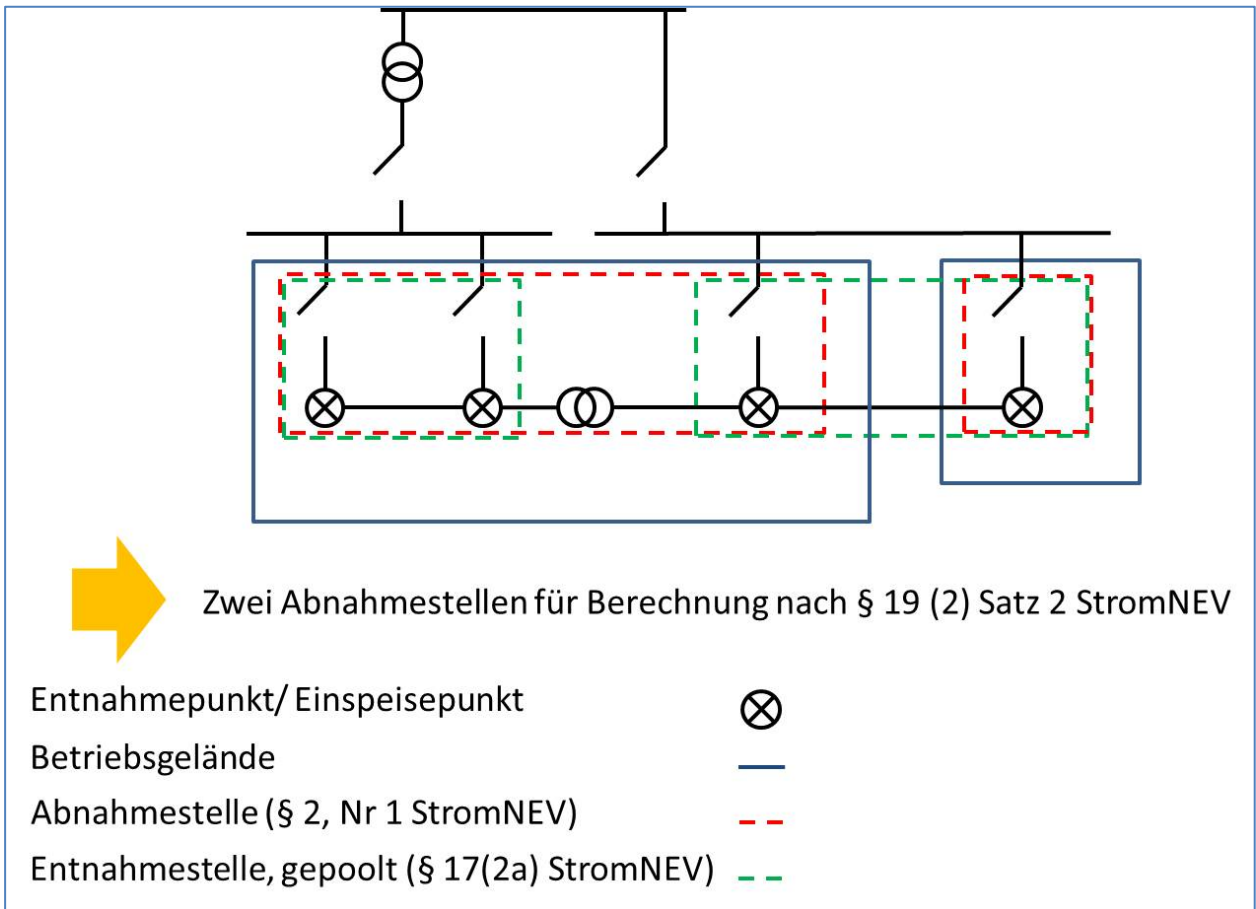 Zwei Abnahmestellen für Berechnung nach § 19 (2) Satz 2 StromNEV
Entnahmepunkt/ Einspeisepunkt
Betriebsgelände
Abnahmestelle (§ 2, Nr 1 StromNEV)
Entnahmestelle, gepoolt (§ 17(2a) StromNEV)